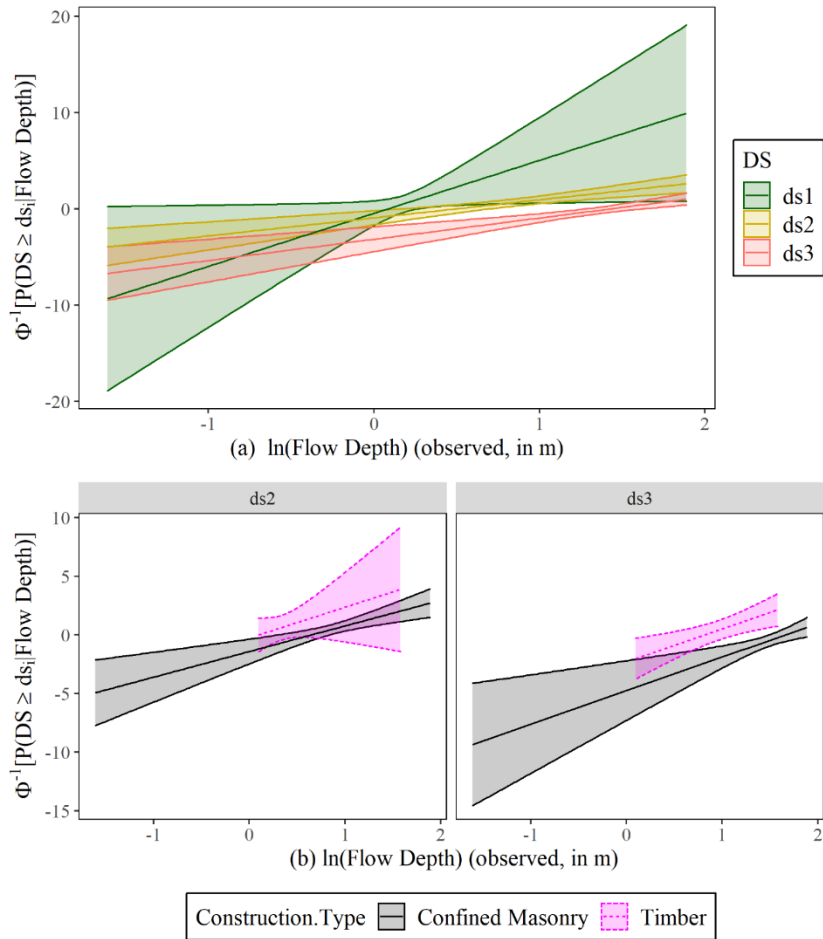 20
10
0
-10
-20
Φ⁻¹[P(DS ≥ dsᵢ|Flow Depth)]
-1
0
1
2
(a) ln(Flow Depth) (observed, in m)
DS
ds1
ds2
ds3
ds2
ds3
10
5
0
-5
-10
-15
Φ⁻¹[P(DS ≥ dsᵢ|Flow Depth)]
-1
0
1
2
-1
0
1
2
(b) ln(Flow Depth) (observed, in m)
Construction.Type
Confined Masonry
Timber